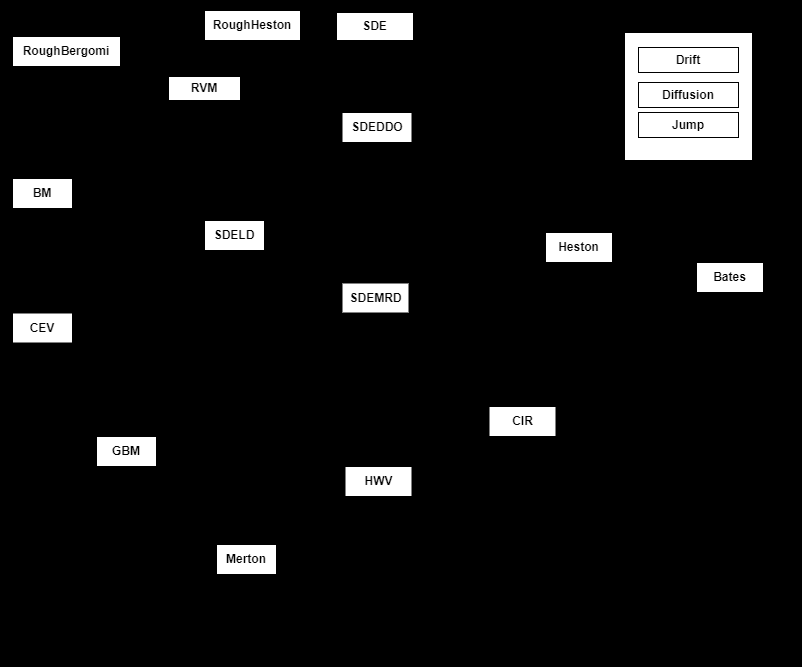 RoughHeston
SDE
RoughBergomi
Drift
RVM
Diffusion
SDEDDO
Jump
BM
SDELD
Heston
Bates
SDEMRD
CEV
CIR
GBM
HWV
Merton